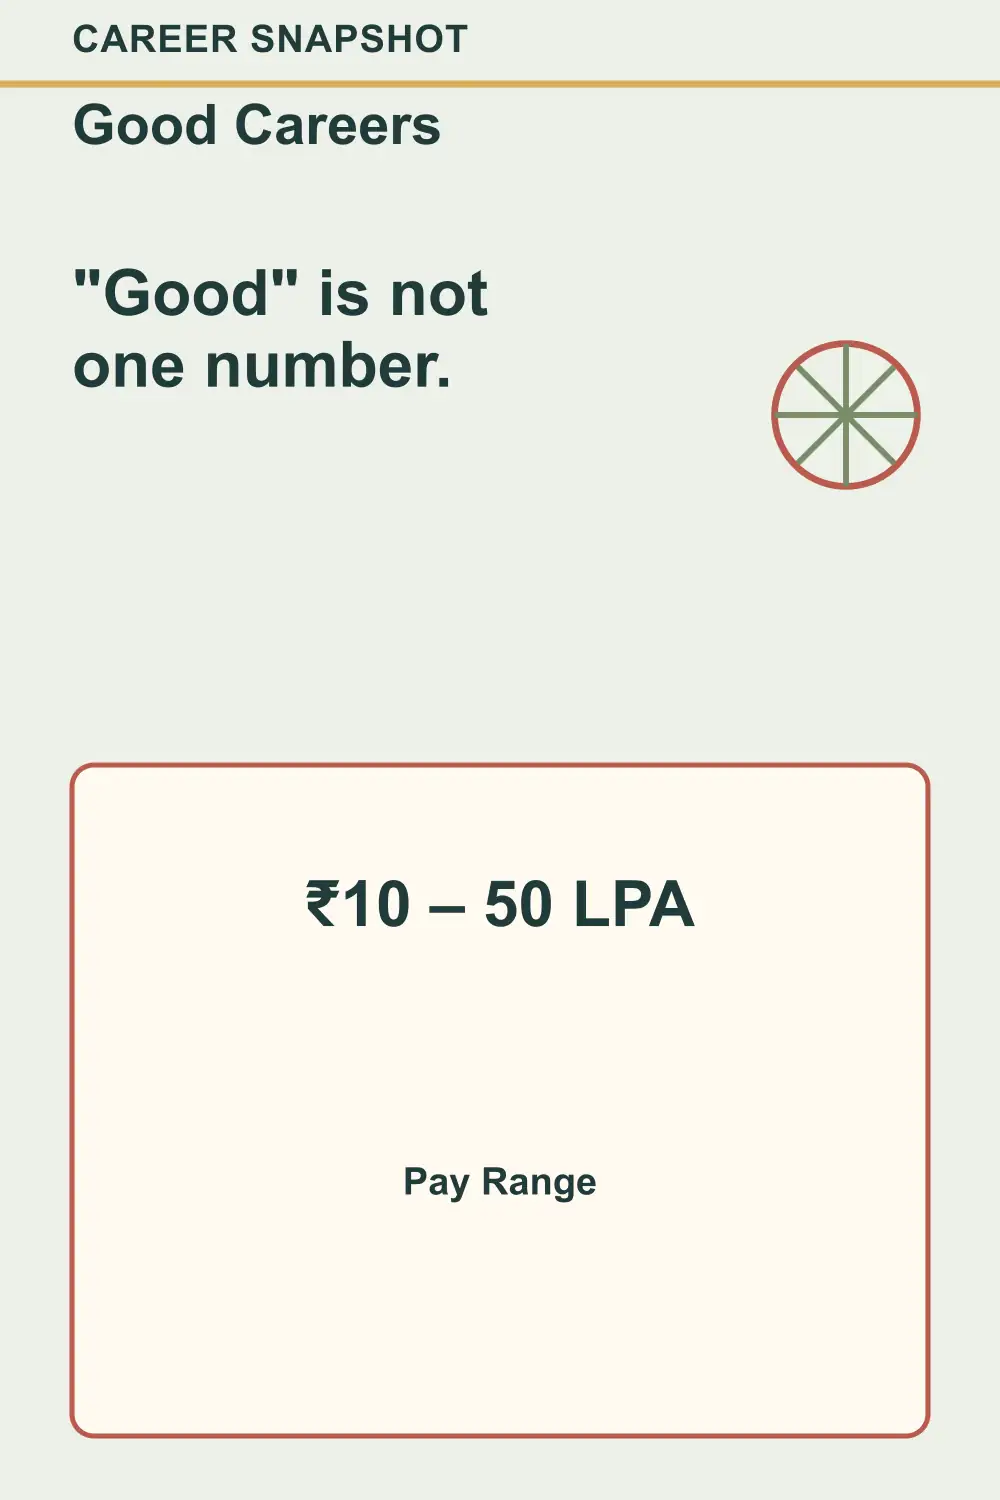 CAREER SNAPSHOT
Good Careers
"Good" is not
one number.
₹10 – 50 LPA
Pay Range